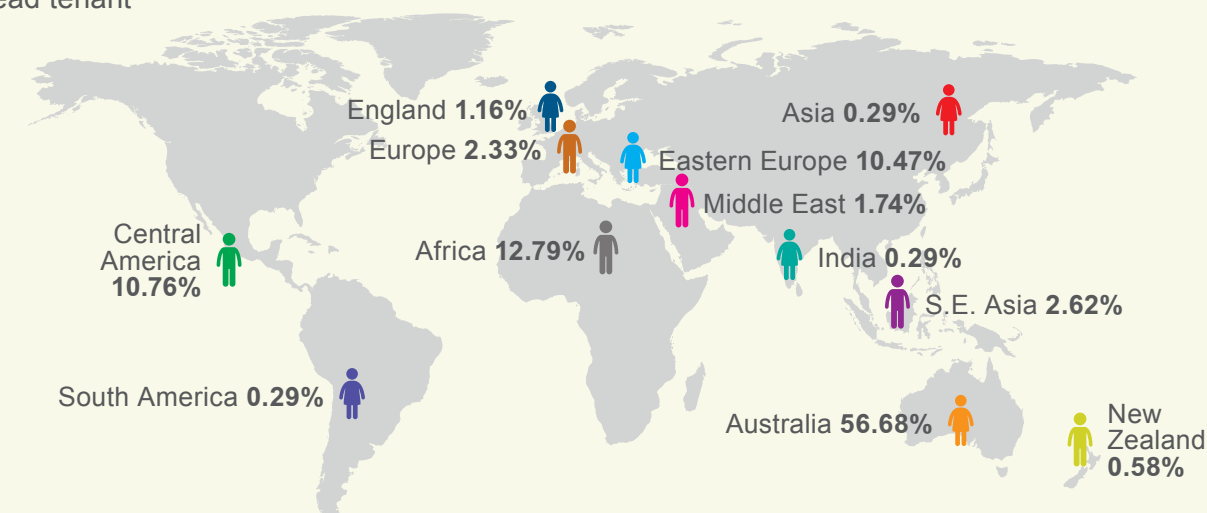 ead tenant
England 1.16%
Asia 0.29%
Europe 2.33%
Eastern Europe 10.47%
Middle East 1.74%
Central
America
10.76%
Africa 12.79%
India 0.29%
S.E. Asia 2.62%
South America 0.29%
Australia 56.68%
New
Zealand
0.58%